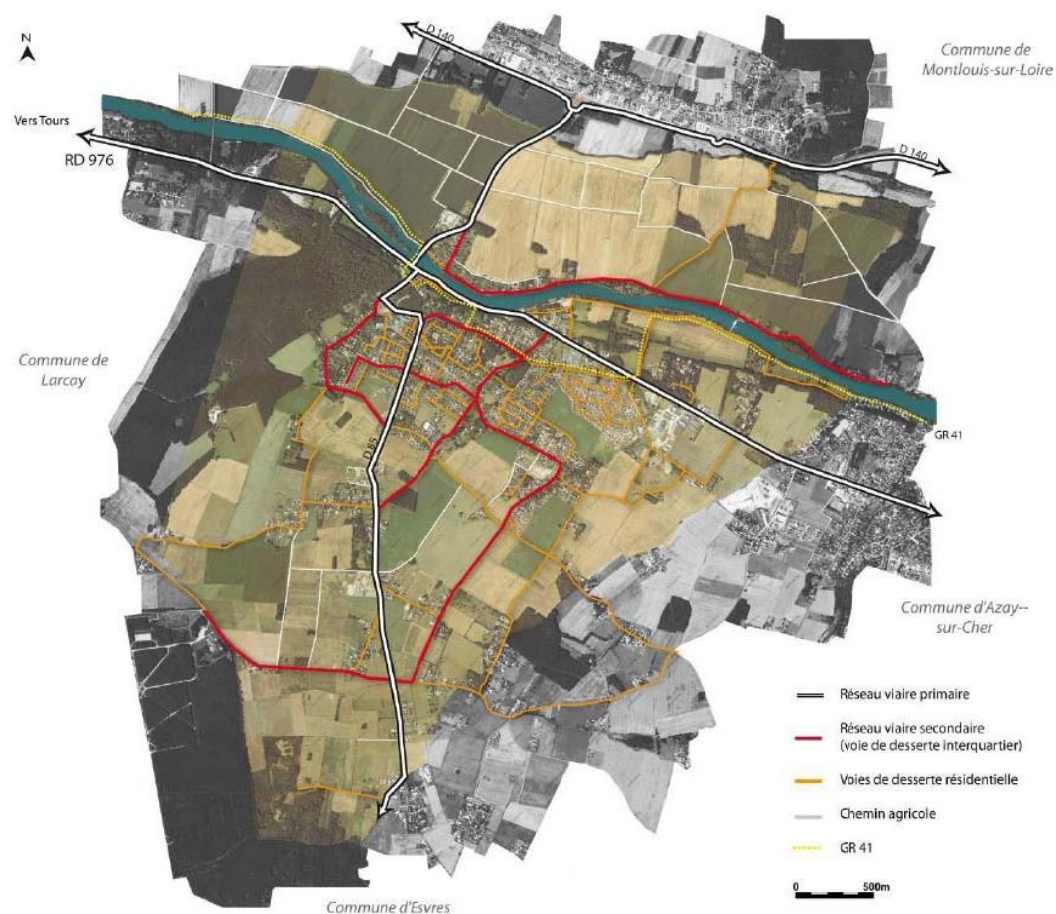 N
D 140
Commune de
Montlouis-sur-Loire
Vers Tours
RD 976
D 140
Commune de
Larcay
D 85
GR 41
Commune d'Azay--
sur-Cher
Réseau viaire primaire
Réseau viaire secondaire
(voie de desserte interquartier)
Voies de desserte résidentielle
Chemin agricole
GR 41
0 500m
Commune d'Esvres